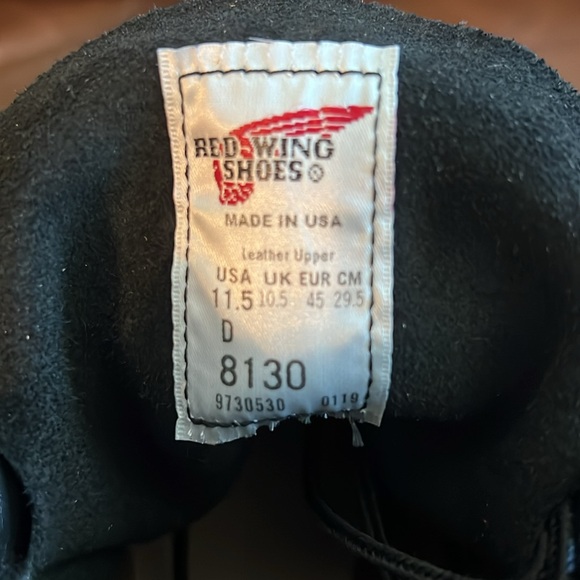 RED WING
SHOES ®
MADE IN USA
Leather Upper
USA UK EUR CM
11.5 10.5 45 29.5
D
8130
9730530 0119